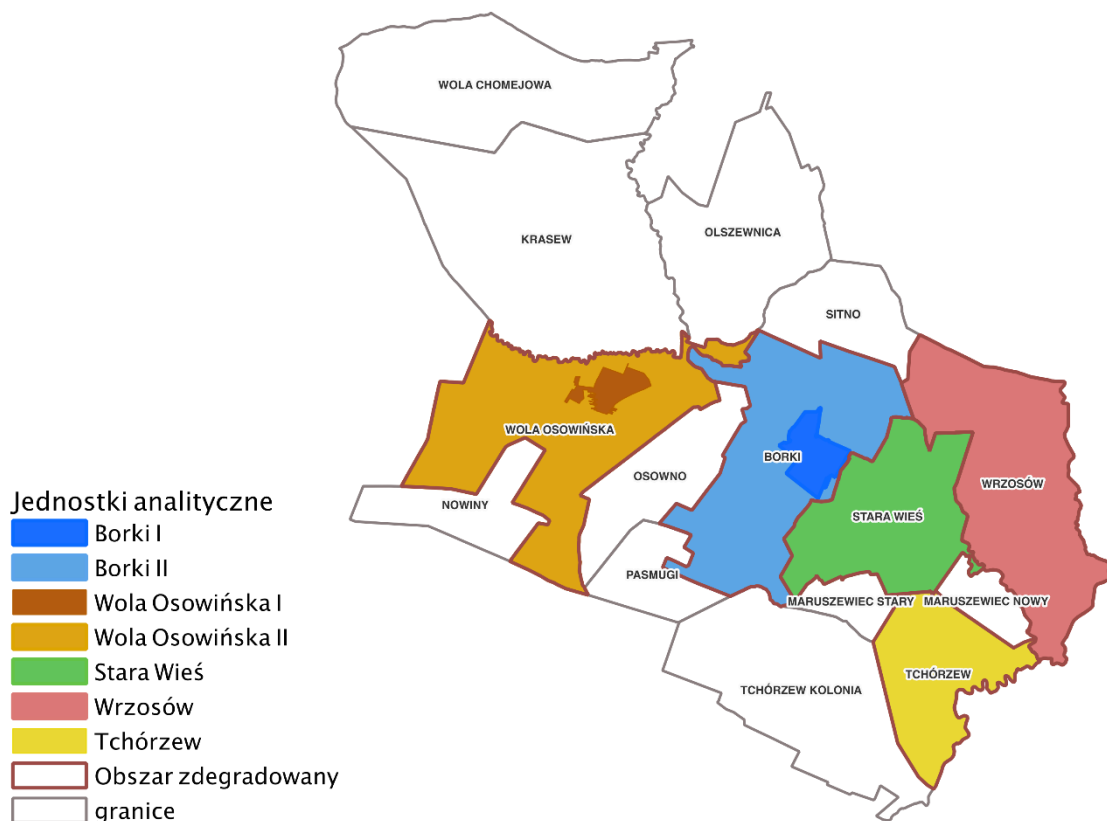 WOLA CHOMEJOWA
KRASEW
OLSZEWNICA
SITNO
WOLA OSOWIŃSKA
OSOWNO
BORKI
WRZOSÓW
NOWINY
STARA WIEŚ
PASMUGI
MARUSZEWIEC STARY
MARUSZEWIEC NOWY
TCHÓRZEW KOLONIA
TCHÓRZEW
Jednostki analityczne
Borki I
Borki II
Wola Osowińska I
Wola Osowińska II
Stara Wieś
Wrzosów
Tchórzew
Obszar zdegradowany
granice